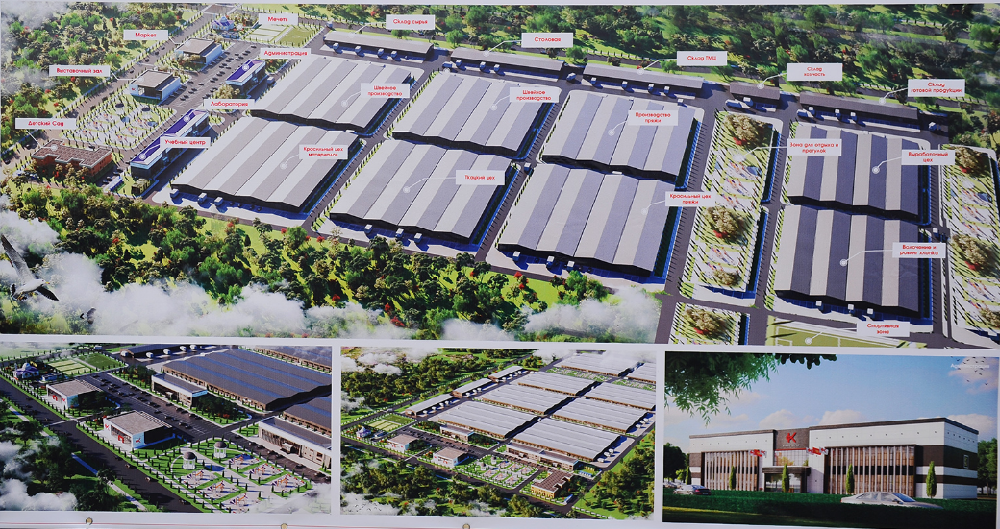 Мечеть
Склад сырья
Маркет
Столовая
Администрация
Склад ГМЦ
Выставочный зал
Склад
хол.часть
Швейное
производство
Швейное
производство
Склад
готовой продукции
Лаборатория
Производство
пряжи
Детский Сад
Учебный центр
Красильный цех
материалов
Зона для отдыха и
прогулок
Выработочный
цех
Ткацкий цех
Красильный цех
пряжи
Волочение и
ровинг хлопка
Спортивная
зона